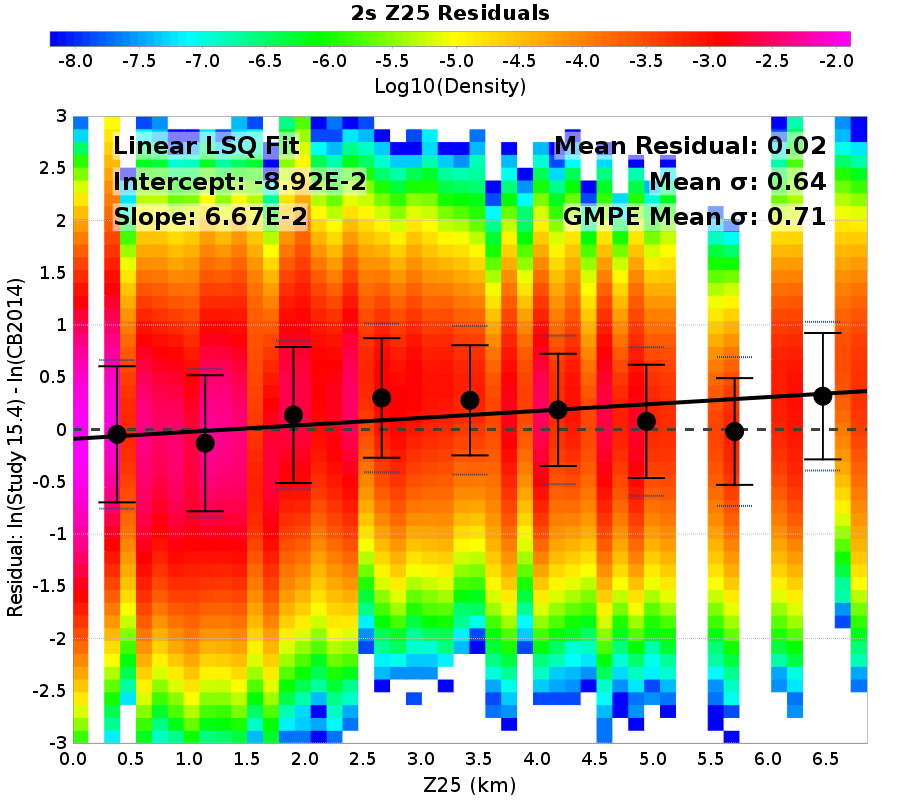 2s Z25 Residuals
-8.0 -7.5 -7.0 -6.5 -6.0 -5.5 -5.0 -4.5 -4.0 -3.5 -3.0 -2.5 -2.0
Log10(Density)
Linear LSQ Fit
Intercept: -8.92E-2
Slope: 6.67E-2
Mean Residual: 0.02
Mean σ: 0.64
GMPE Mean σ: 0.71
Residual: ln(Study 15.4) - ln(CB2014)
3
2.5
2
1.5
1
0.5
0
-0.5
-1
-1.5
-2
-2.5
-3
0.0 0.5 1.0 1.5 2.0 2.5 3.0 3.5 4.0 4.5 5.0 5.5 6.0 6.5
Z25 (km)